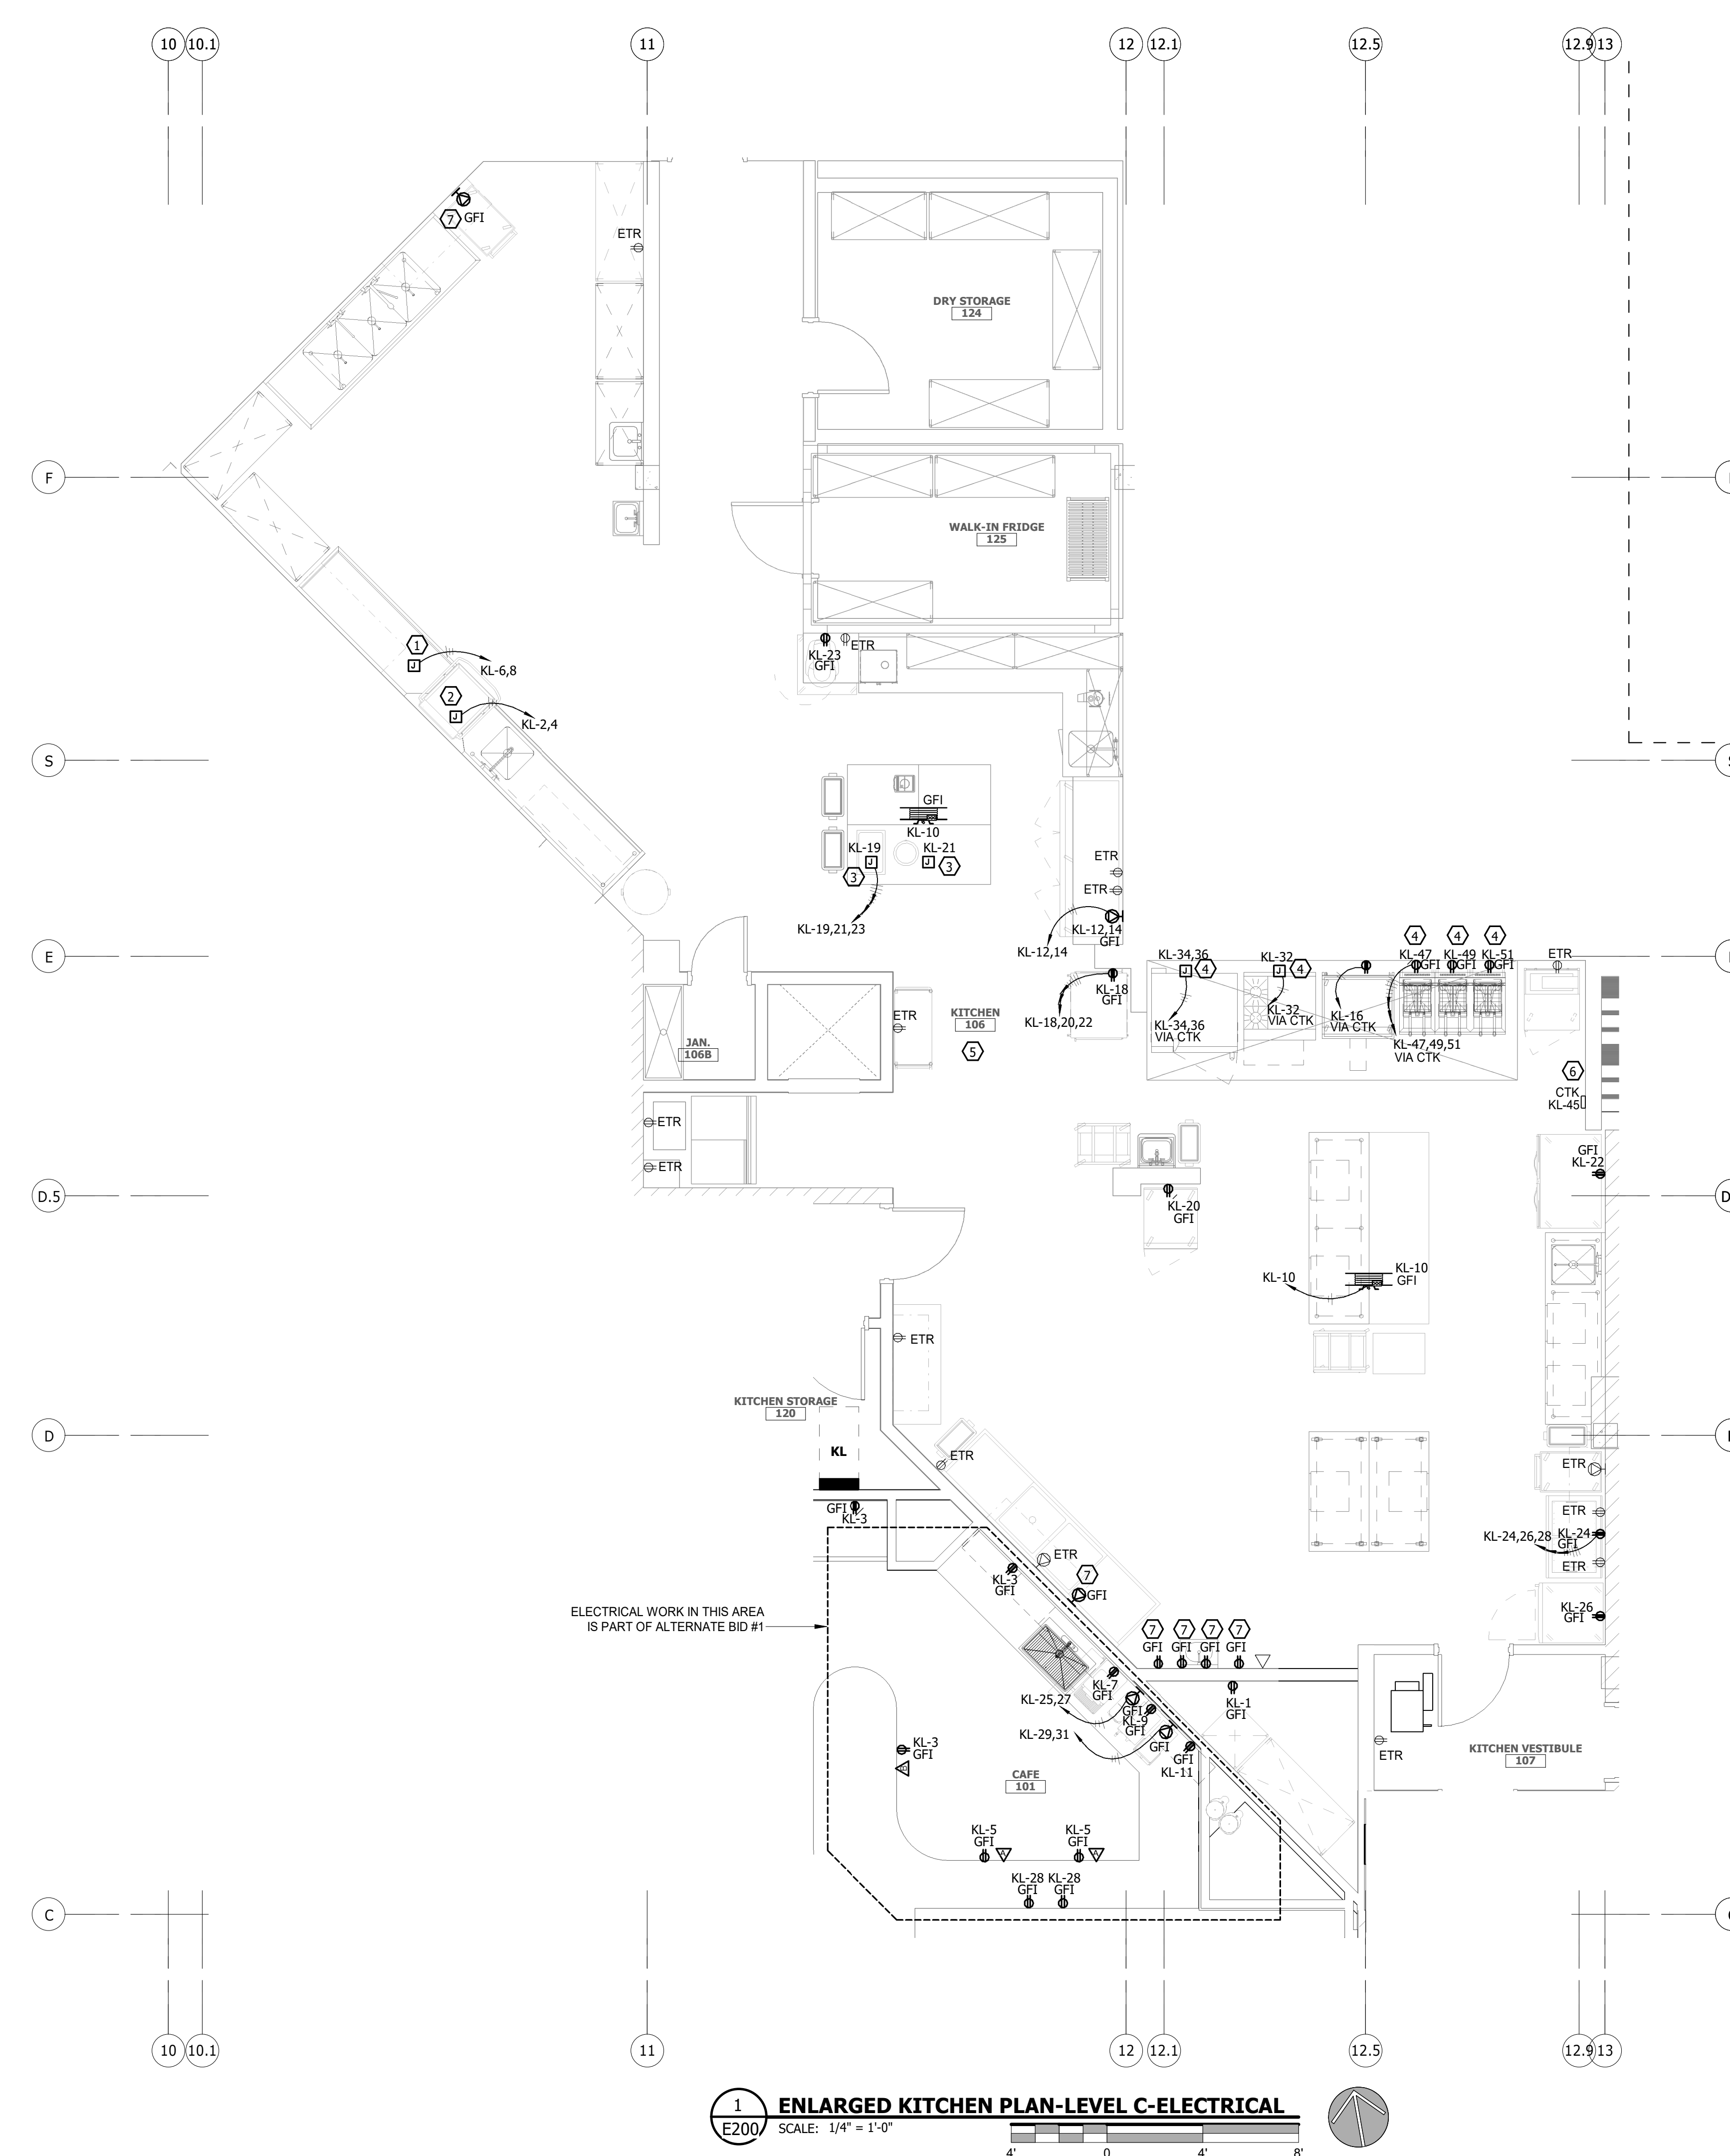 10
10.1
11
12
12.1
12.5
12.9
13
7
GFI
ETR
DRY STORAGE
124
F
WALK-IN FRIDGE
125
1
J
KL-6,8
2
J
KL-2,4
KL-23
GFI
ETR
S
GFI
KL-10
KL-19
KL-21
J
J
3
3
KL-19,21,23
ETR
ETR
KL-12,14
GFI
KL-12,14
E
KL-18
GFI
KL-18,20,22
KL-34,36
J
4
KL-34,36
VIA CTK
KL-32
J
4
KL-32
VIA CTK
KL-16
VIA CTK
4
4
4
KL-47
KL-49
KL-51
GFI
GFI
GFI
KL-47,49,51
VIA CTK
ETR
KITCHEN
106
5
ETR
JAN.
106B
6
CTK
KL-45
ETR
ETR
GFI
KL-22
D.5
KL-20
GFI
KL-10
KL-10
GFI
ETR
KITCHEN STORAGE
120
D
KL
ETR
ETR
GFI
KL-3
ETR
KL-24,26,28
KL-24
GFI
ETR
KL-3
GFI
ETR
7
GFI
KL-26
GFI
ELECTRICAL WORK IN THIS AREA
IS PART OF ALTERNATE BID #1
7
7
7
7
GFI
GFI
GFI
GFI
KL-7
GFI
KL-25,27
GFI
KL-9
GFI
KL-1
GFI
KL-29,31
GFI
GFI
KL-11
KL-3
GFI
CAFE
101
ETR
KITCHEN VESTIBULE
107
KL-5
GFI
A
KL-5
GFI
A
KL-28
KL-28
GFI
GFI
C
10
10.1
11
12
12.1
12.5
12.9
13
1
E200
ENLARGED KITCHEN PLAN-LEVEL C-ELECTRICAL
SCALE: 1/4" = 1'-0"
4'
0
4'
8'